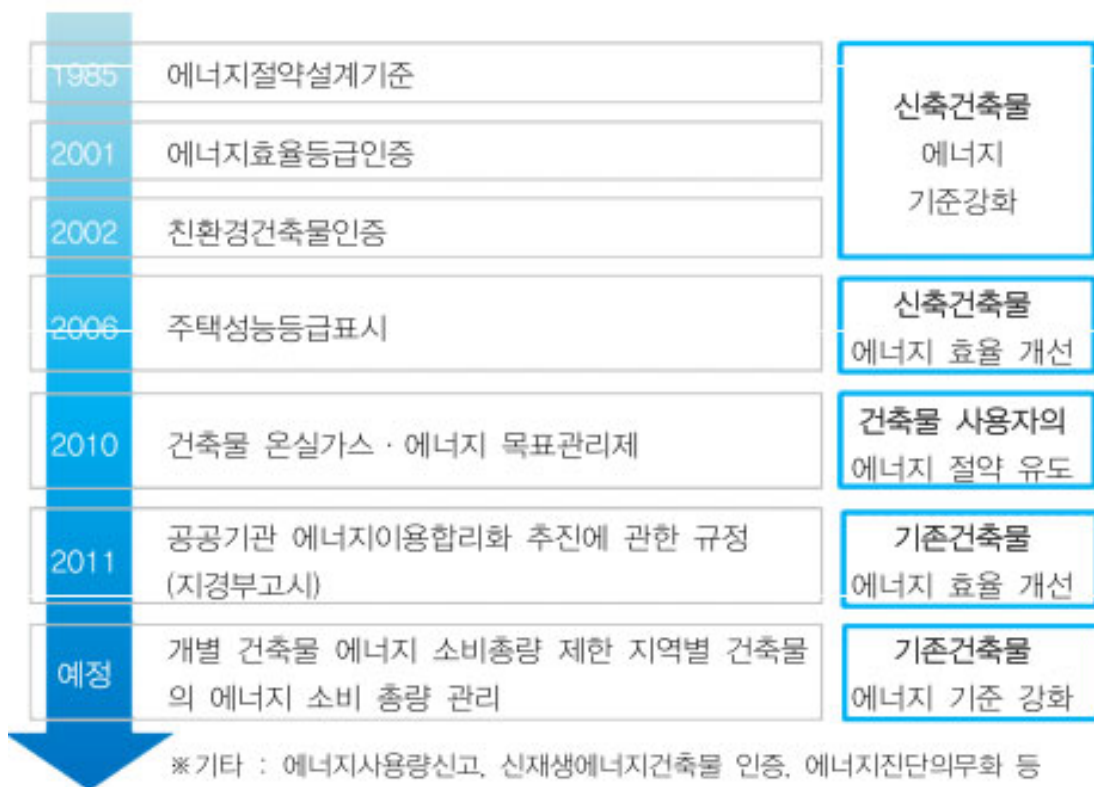 1985 에너지절약설계기준
2001 에너지효율등급인증
2002 친환경건축물인증
신축건축물
에너지
기준강화
2006 주택성능등급표시
신축건축물
에너지 효율 개선
2010 건축물 온실가스 · 에너지 목표관리제
건축물 사용자의
에너지 절약 유도
2011 공공기관 에너지이용합리화 추진에 관한 규정
(지경부고시)
기존건축물
에너지 효율 개선
예정 개별 건축물 에너지 소비총량 제한 지역별 건축물
의 에너지 소비 총량 관리
기존건축물
에너지 기준 강화
※기타 : 에너지사용량신고, 신재생에너지건축물 인증, 에너지진단의무화 등